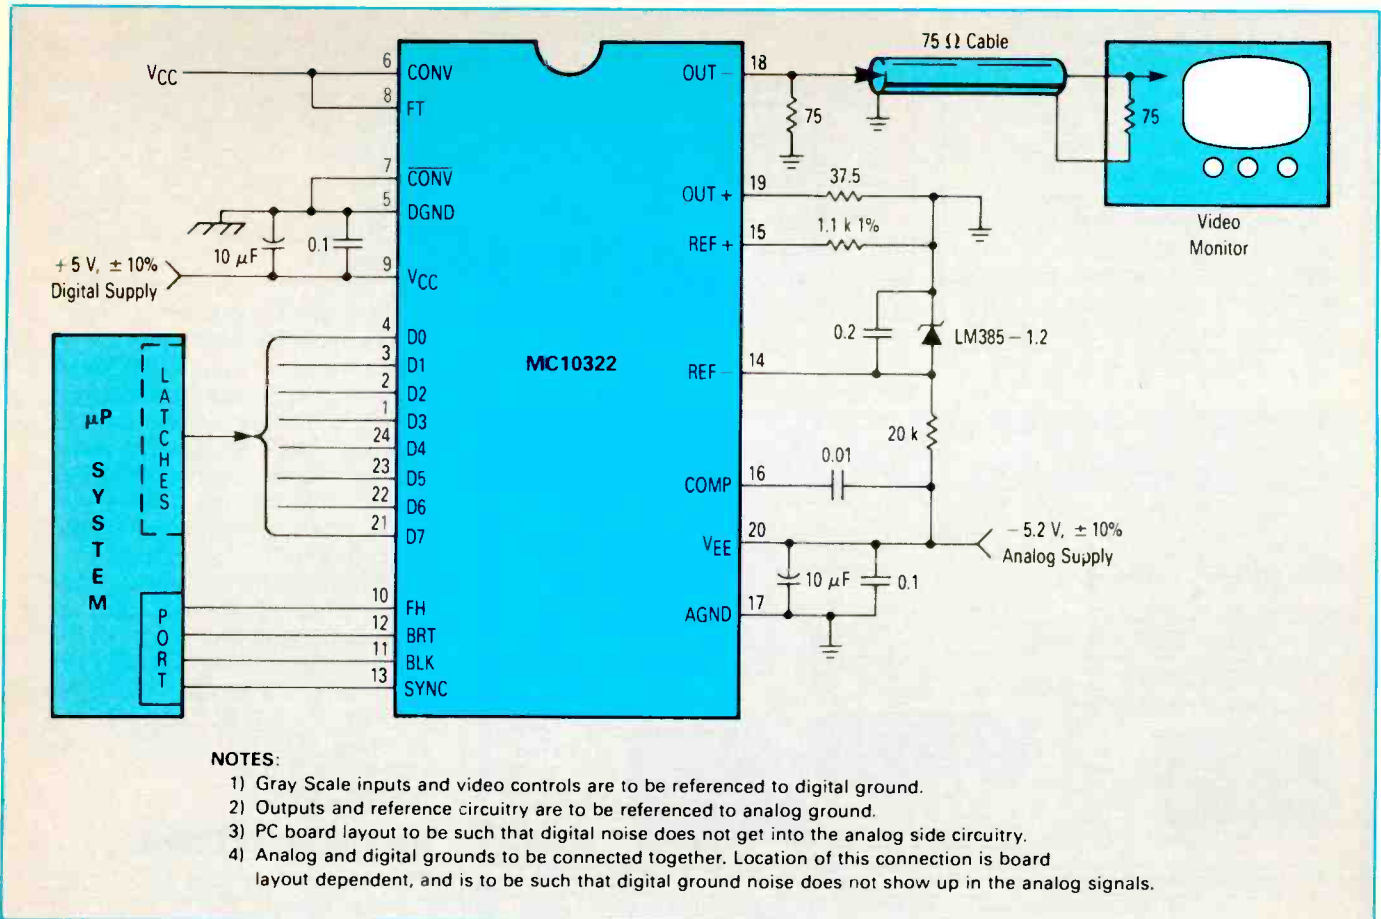 75 Ω Cable
VCC
6
CONV
8
FT
7
CONV
5
DGND
10 μF
0.1
+5 V, ± 10%
Digital Supply
9
VCC
4
D0
3
D1
2
D2
1
D3
24
D4
23
D5
22
D6
21
D7
10
FH
12
BRT
11
BLK
13
SYNC
μP SYSTEM
LATCHES
PORT
MC10322
OUT −
18
75
75
Video
Monitor
OUT +
19
37.5
REF +
15
1.1 k 1%
0.2
LM385 – 1.2
REF −
14
20 k
0.01
COMP
16
VEE
20
− 5.2 V, ± 10%
Analog Supply
10 μF
0.1
AGND
17
NOTES:
1) Gray Scale inputs and video controls are to be referenced to digital ground.
2) Outputs and reference circuitry are to be referenced to analog ground.
3) PC board layout to be such that digital noise does not get into the analog side circuitry.
4) Analog and digital grounds to be connected together. Location of this connection is board
layout dependent, and is to be such that digital ground noise does not show up in the analog signals.